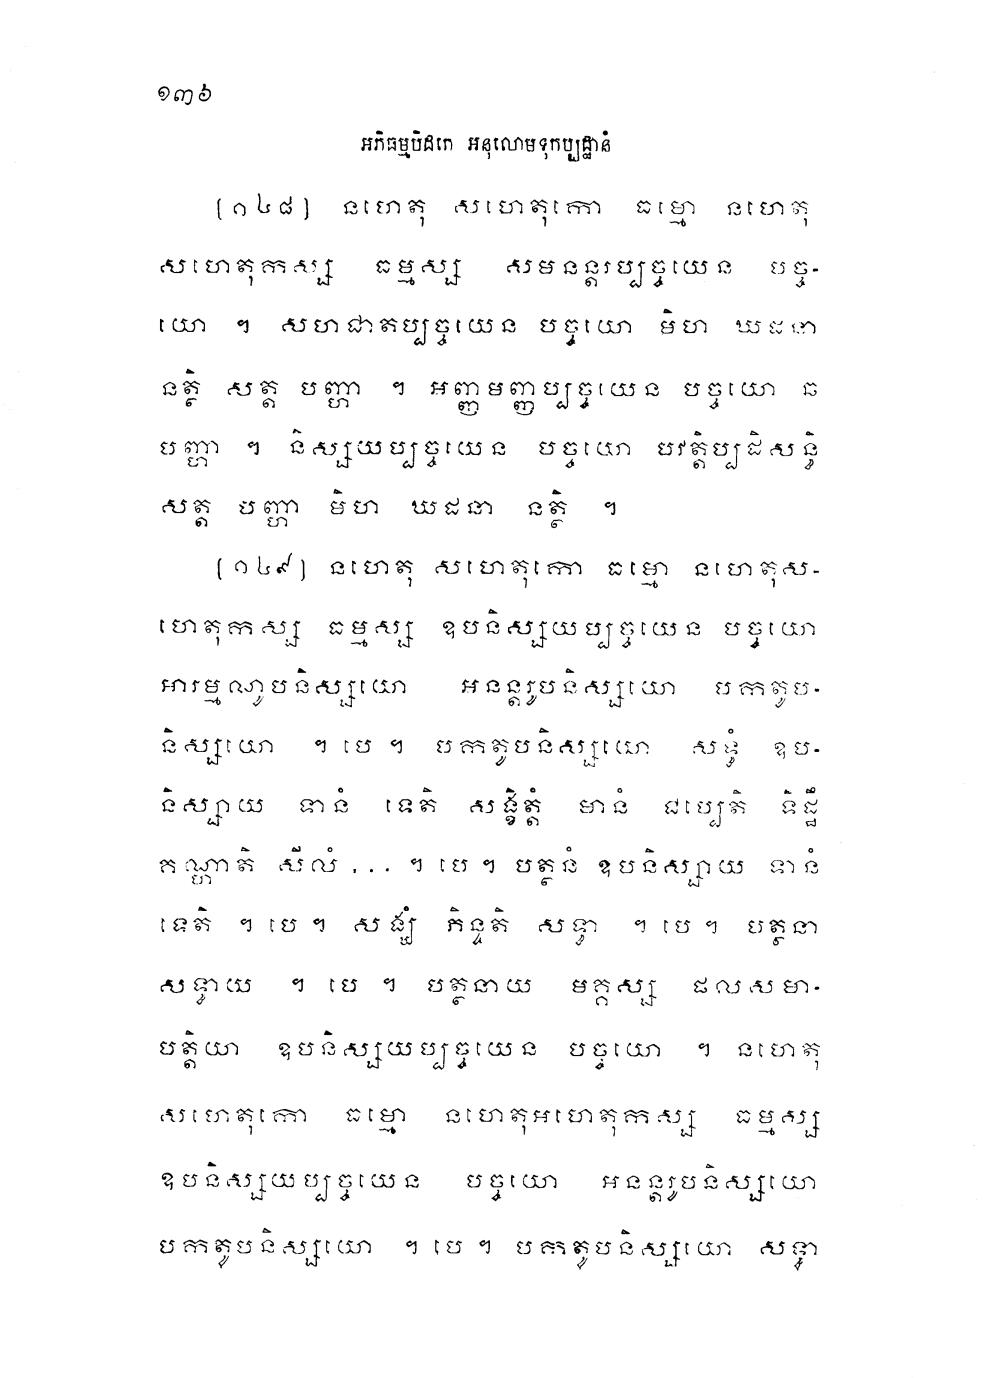 ១៣៦
អភិធម្មបិដកេ អនុលោមទុកប្បដ្ឋានំ
(១៤៨) នហេតុ សហេតុកោ ធម្មោ នហេតុ
សហេតុកស្ស ធម្មស្ស សមនន្តរប្បច្ចយេន បច្ច-
យោ ។ សហជាតប្បច្ចយេន បច្ចយោ មិហ ឃដនា
នត្ថិ សត្ត បញ្ហា ។ អញ្ញមញ្ញប្បច្ចយេន បច្ចយោ ឆ
បញ្ហា ។ និស្សយប្បច្ចយេន បច្ចយោ បវត្តិប្បដិសន្ធិ
សត្ត បញ្ហា មិហ ឃដនា នត្ថិ ។
(១៤៩) នហេតុ សហេតុកោ ធម្មោ នហេតុស-
ហេតុកស្ស ធម្មស្ស ឧបនិស្សយប្បច្ចយេន បច្ចយោ
អារម្មណូបនិស្សយោ អនន្តរូបនិស្សយោ បកតូប-
និស្សយោ ។ បេ ។ បកតូបនិស្សយោ សទ្ធំ ឧប-
និស្សាយ ទានំ ទេតិ សង្ខិត្តំ មានំ ជប្បេតិ ទិដ្ឋឹ
គណ្ហាតិ សីលំ ... ។ បេ ។ បត្ថនំ ឧបនិស្សាយ ទានំ
ទេតិ ។ បេ ។ សង្ឃំ ភិន្ទតិ សទ្ធា ។ បេ ។ បត្ថនា
សទ្ធាយ ។ បេ ។ បត្ថនាយ មគ្គស្ស ផលសមា-
បត្តិយា ឧបនិស្សយប្បច្ចយេន បច្ចយោ ។ នហេតុ
សហេតុកោ ធម្មោ នហេតុអហេតុកស្ស ធម្មស្ស
ឧបនិស្សយប្បច្ចយេន បច្ចយោ អនន្តរូបនិស្សយោ
បកតូបនិស្សយោ ។ បេ ។ បកតូបនិស្សយោ សទ្ធា